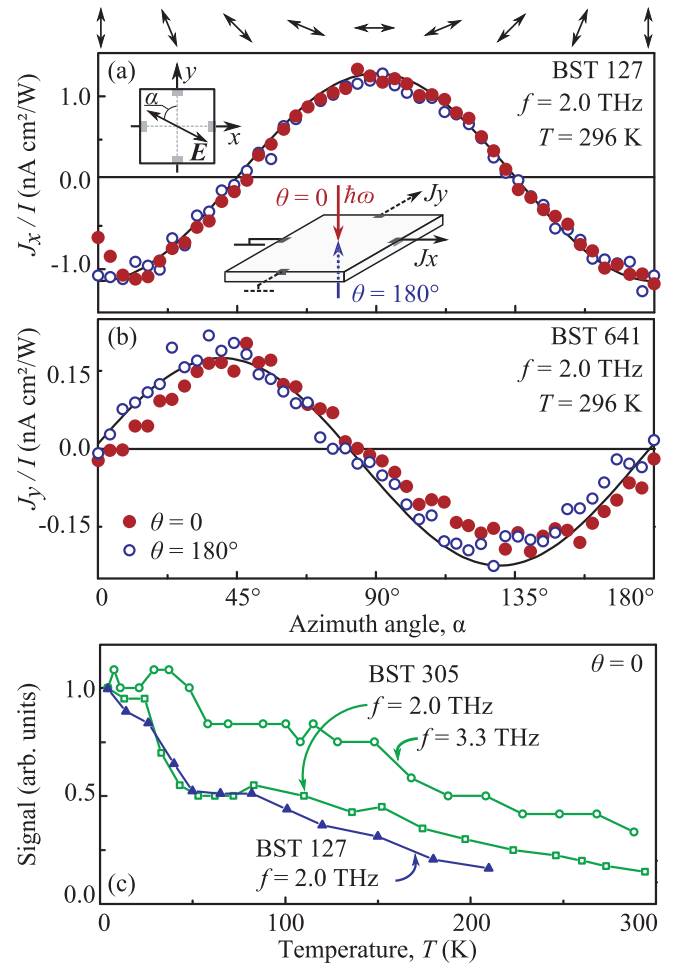 (a)
BST 127
f = 2.0 THz
T = 296 K
y
α
x
E
Jₓ / I (nA cm²/W)
1.0
0.0
-1.0
θ = 0
ħω
Jy
Jx
θ = 180°
(b)
BST 641
f = 2.0 THz
T = 296 K
Jy / I (nA cm²/W)
0.15
0.0
-0.15
θ = 0
θ = 180°
0
45°
90°
135°
180°
Azimuth angle, α
θ = 0
BST 305
f = 2.0 THz
f = 3.3 THz
Signal (arb. units)
1.0
0.5
0.0
BST 127
f = 2.0 THz
(c)
0
100
200
300
Temperature, T (K)